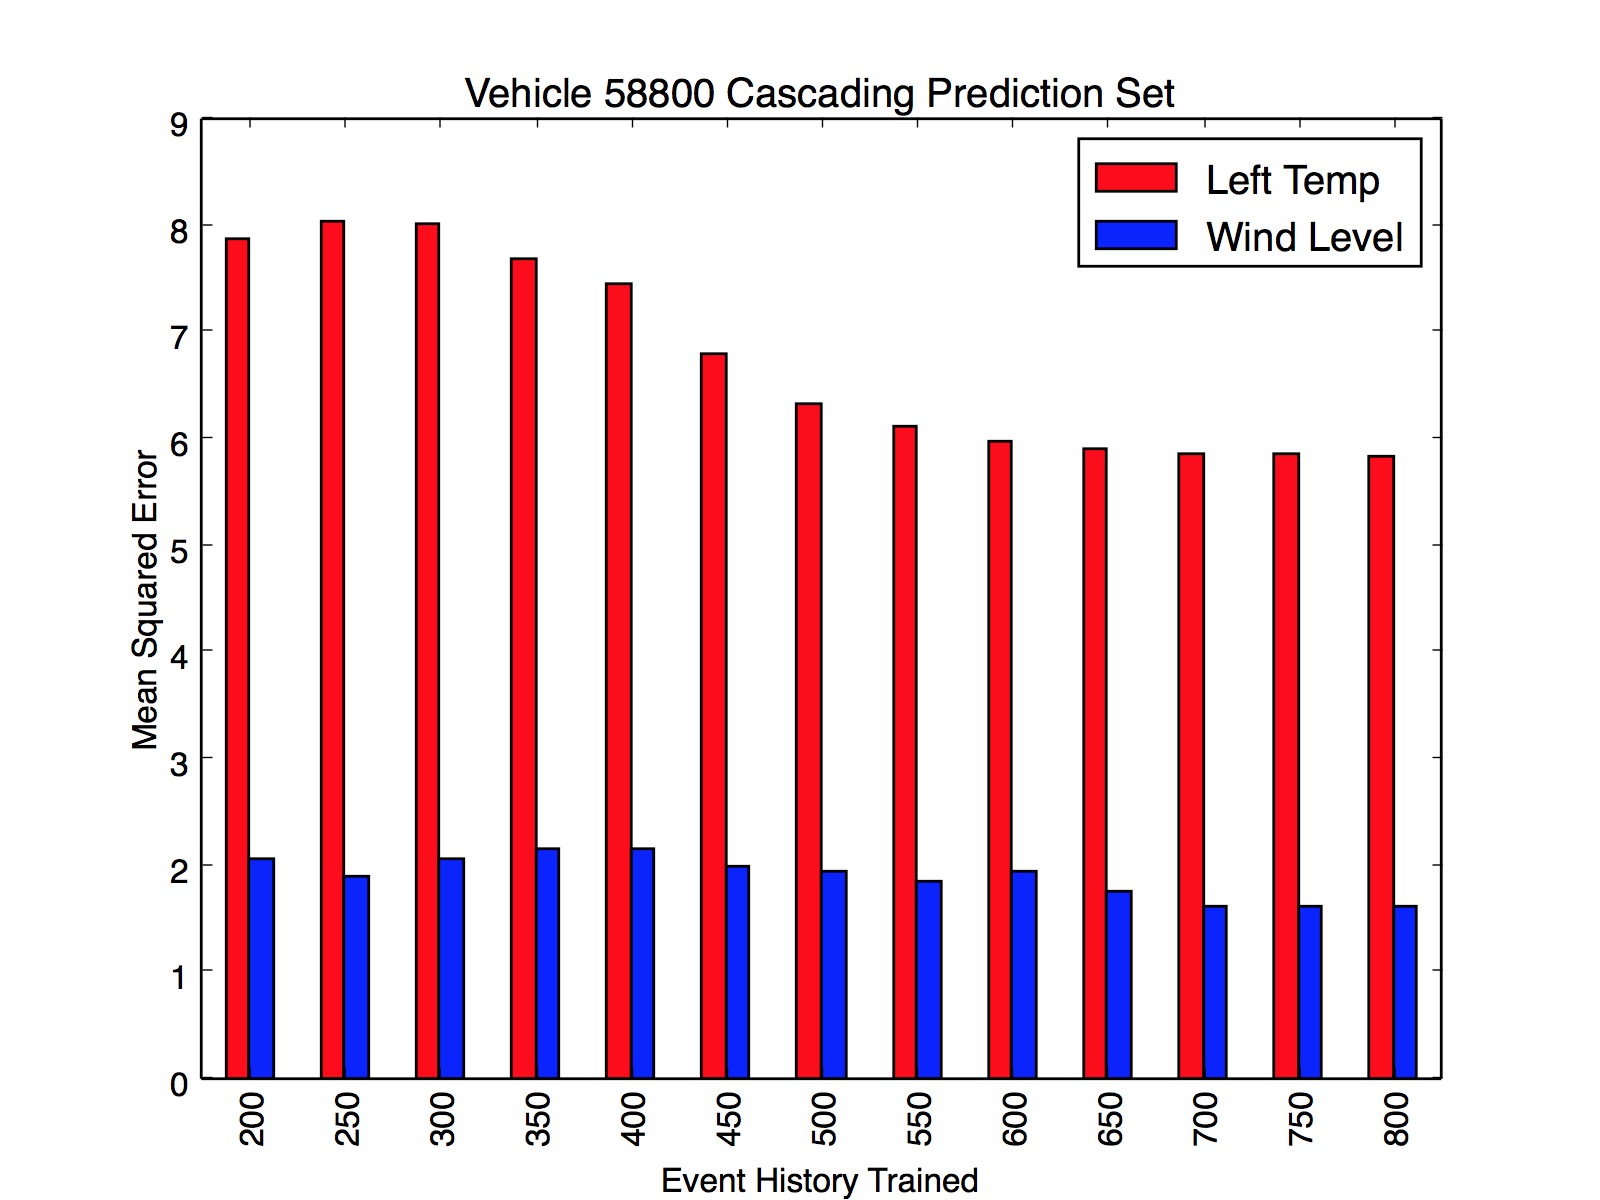 Vehicle 58800 Cascading Prediction Set
Left Temp
Wind Level
Mean Squared Error
9
8
7
6
5
4
3
2
1
0
200 250 300 350 400 450 500 550 600 650 700 750 800
Event History Trained